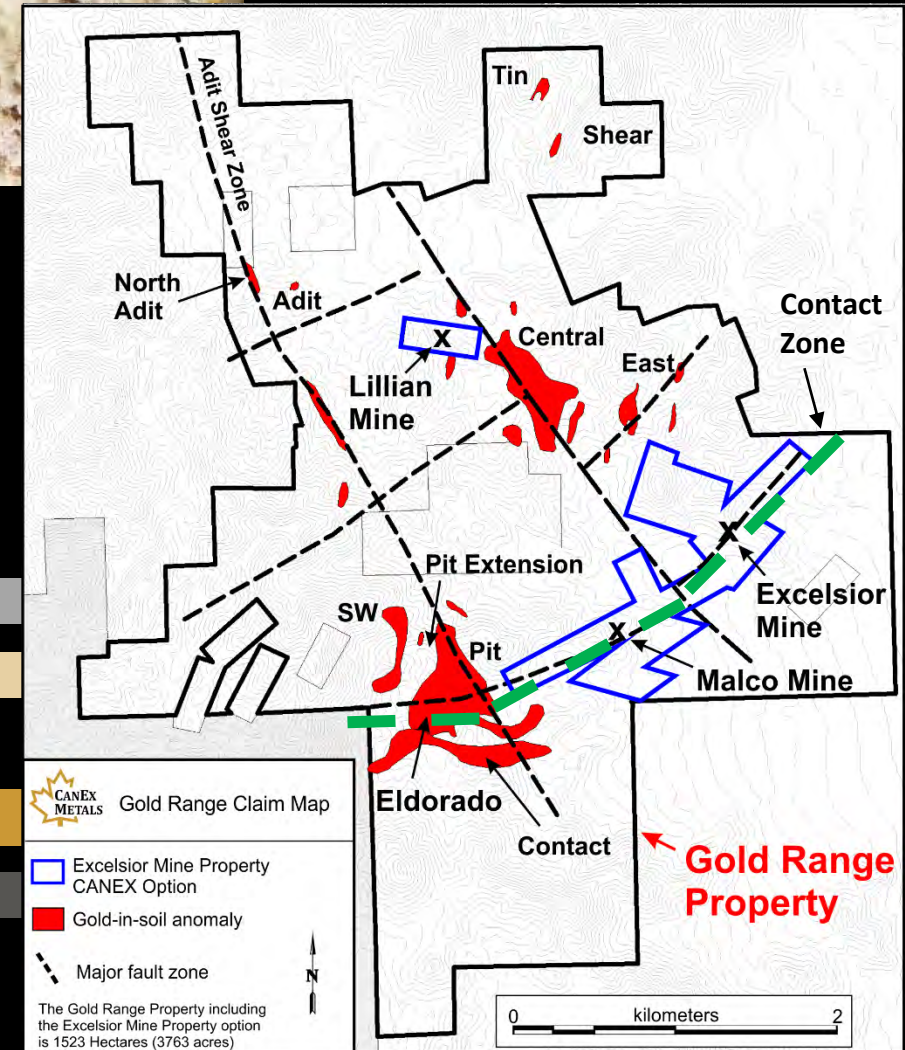 Tin
Shear
Adit Shear Zone
North
Adit
Adit
Contact
Zone
Central
East
X
Lillian
Mine
X
Pit Extension
Excelsior
Mine
SW
Pit
X
Malco Mine
Eldorado
Contact
Gold Range
Property
CANEX
METALS
Gold Range Claim Map
Excelsior Mine Property
CANEX Option
Gold-in-soil anomaly
Major fault zone
N
The Gold Range Property including
the Excelsior Mine Property option
is 1523 Hectares (3763 acres)
0 kilometers 2